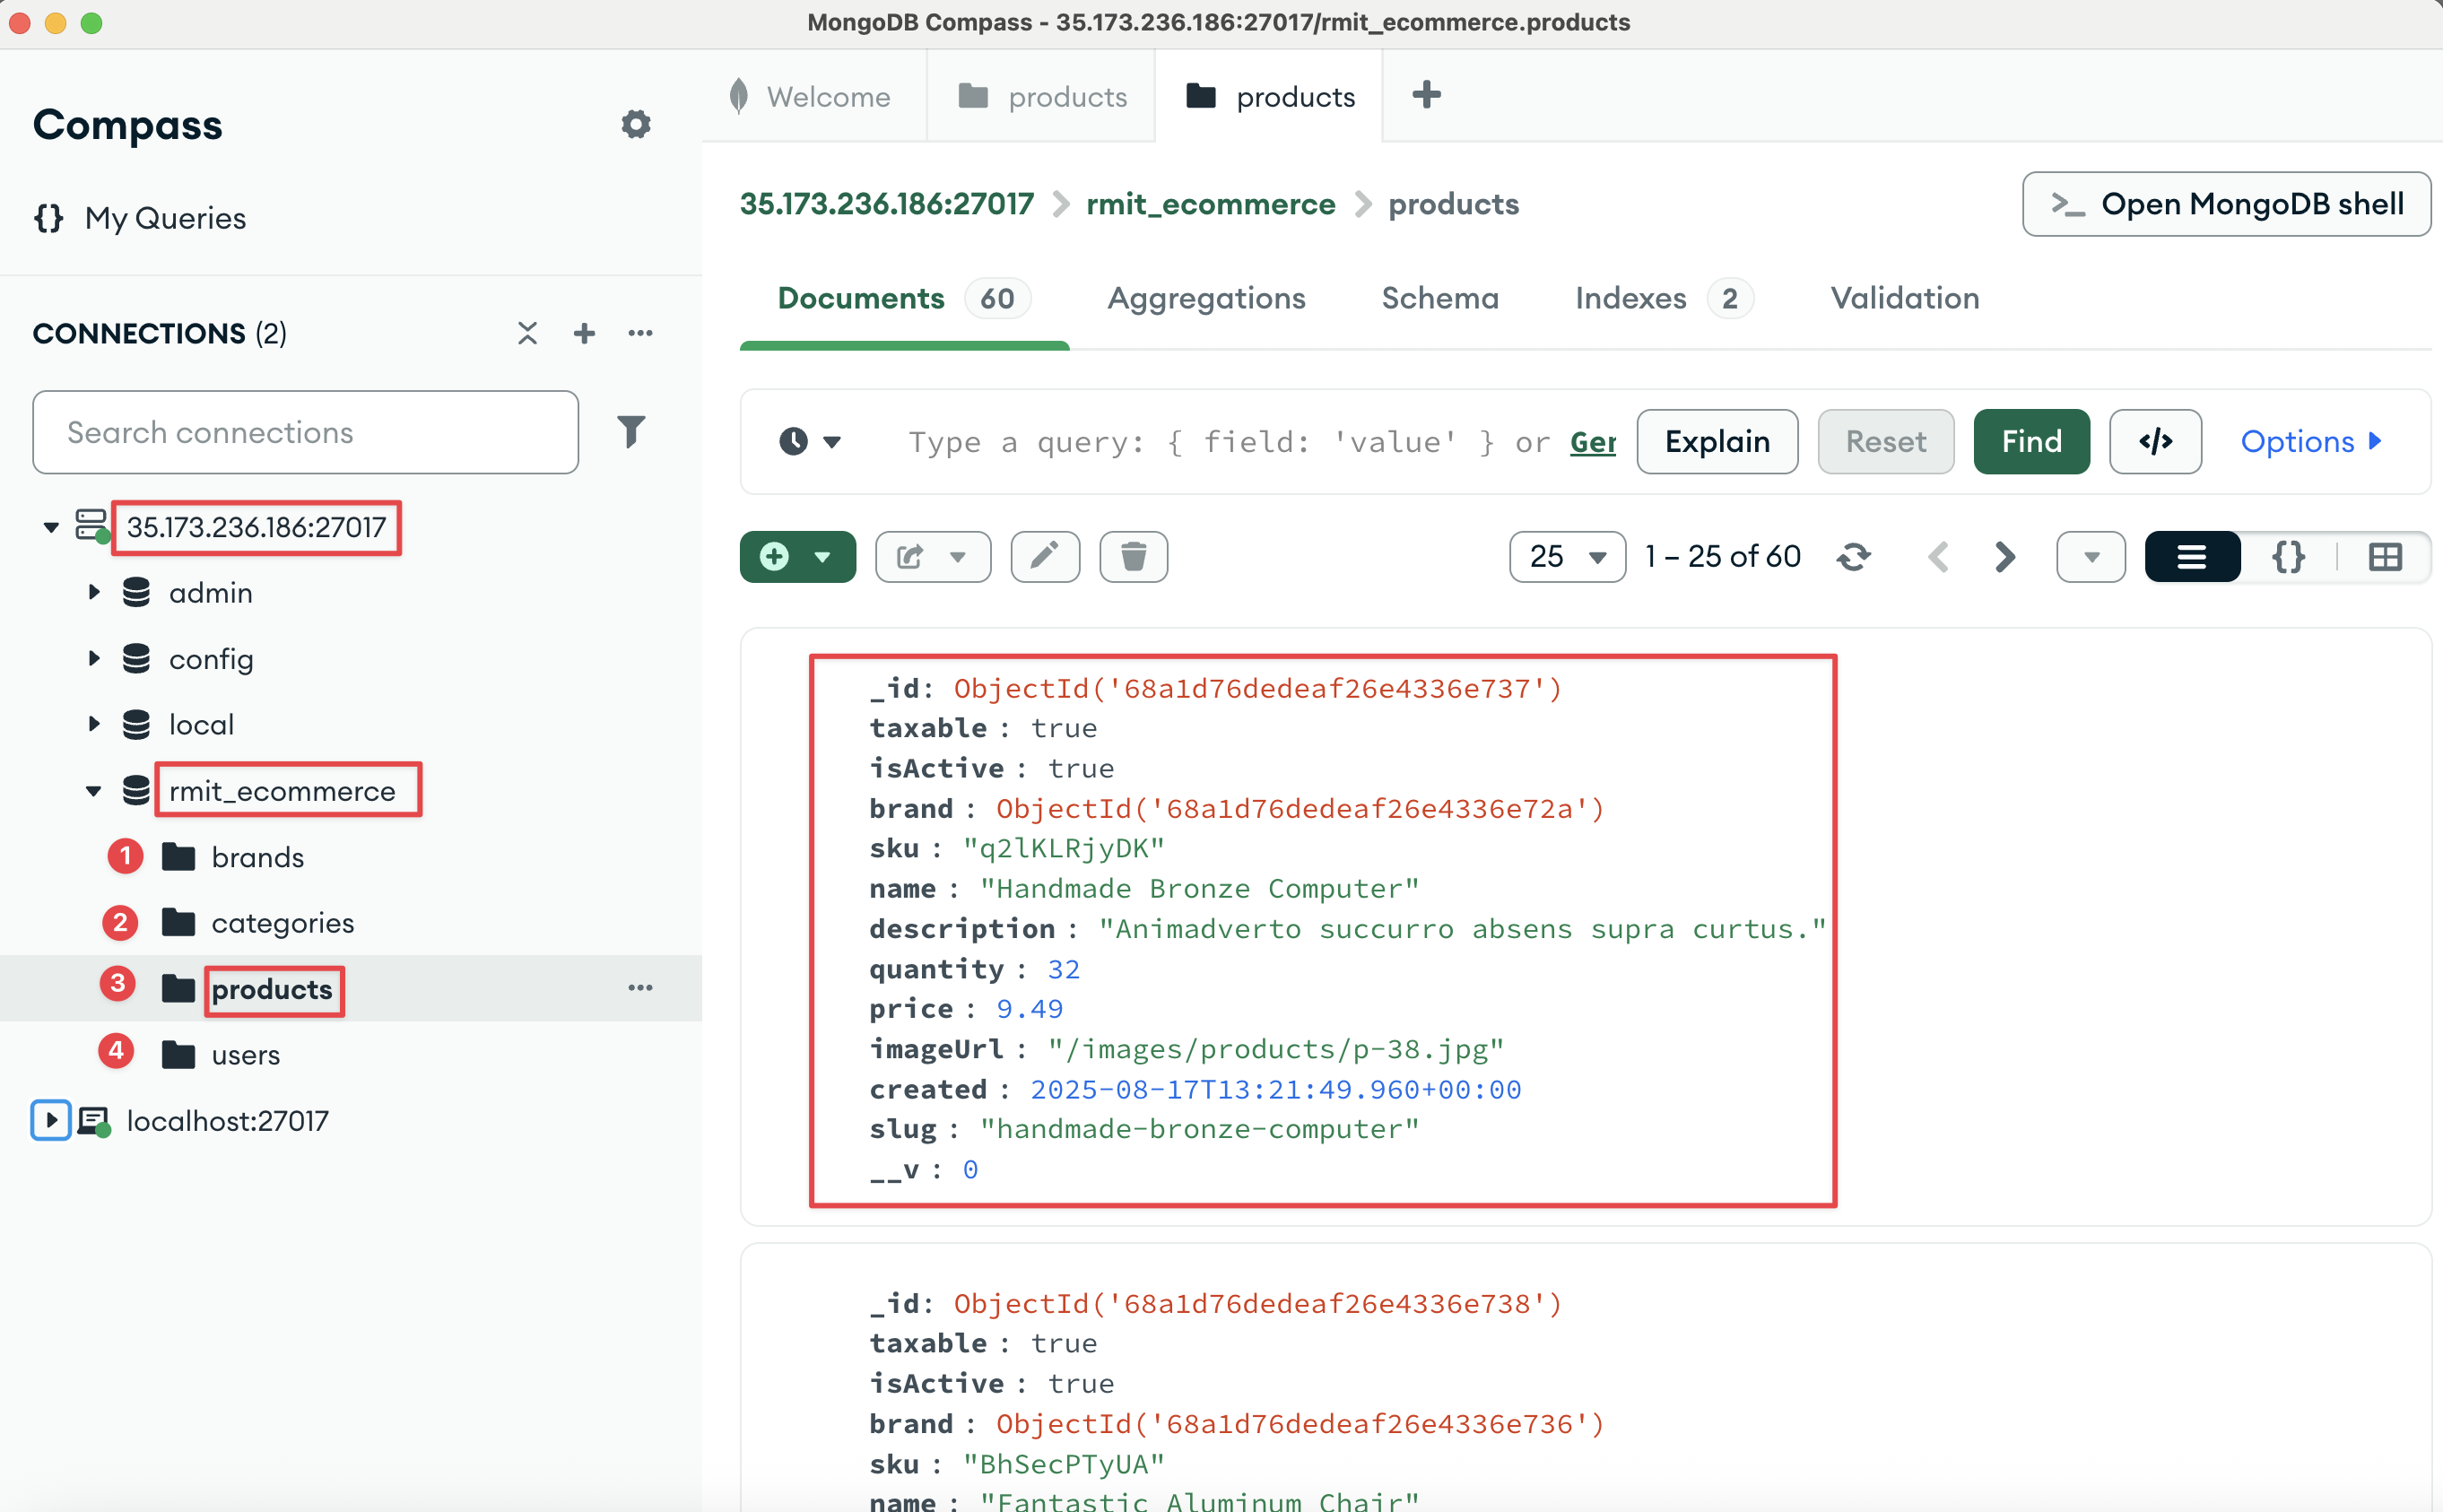 MongoDB Compass - 35.173.236.186:27017/rmit_ecommerce.products
Compass
{} My Queries
CONNECTIONS (2)
Search connections
35.173.236.186:27017
admin
config
local
rmit_ecommerce
1 brands
2 categories
3 products
4 users
localhost:27017
Welcome products products
35.173.236.186:27017 > rmit_ecommerce > products
>_ Open MongoDB shell
Documents 60 Aggregations Schema Indexes 2 Validation
Type a query: { field: 'value' } or Ger Explain Reset Find </> Options
25 1 – 25 of 60 {}
_id: ObjectId('68a1d76dedeaf26e4336e737')
taxable : true
isActive : true
brand : ObjectId('68a1d76dedeaf26e4336e72a')
sku : "q2lKLRjyDK"
name : "Handmade Bronze Computer"
description : "Animadverto succurro absens supra curtus."
quantity : 32
price : 9.49
imageUrl : "/images/products/p-38.jpg"
created : 2025-08-17T13:21:49.960+00:00
slug : "handmade-bronze-computer"
__v : 0
_id: ObjectId('68a1d76dedeaf26e4336e738')
taxable : true
isActive : true
brand : ObjectId('68a1d76dedeaf26e4336e736')
sku : "BhSecPTyUA"
name : "Fantastic Aluminum Chair"